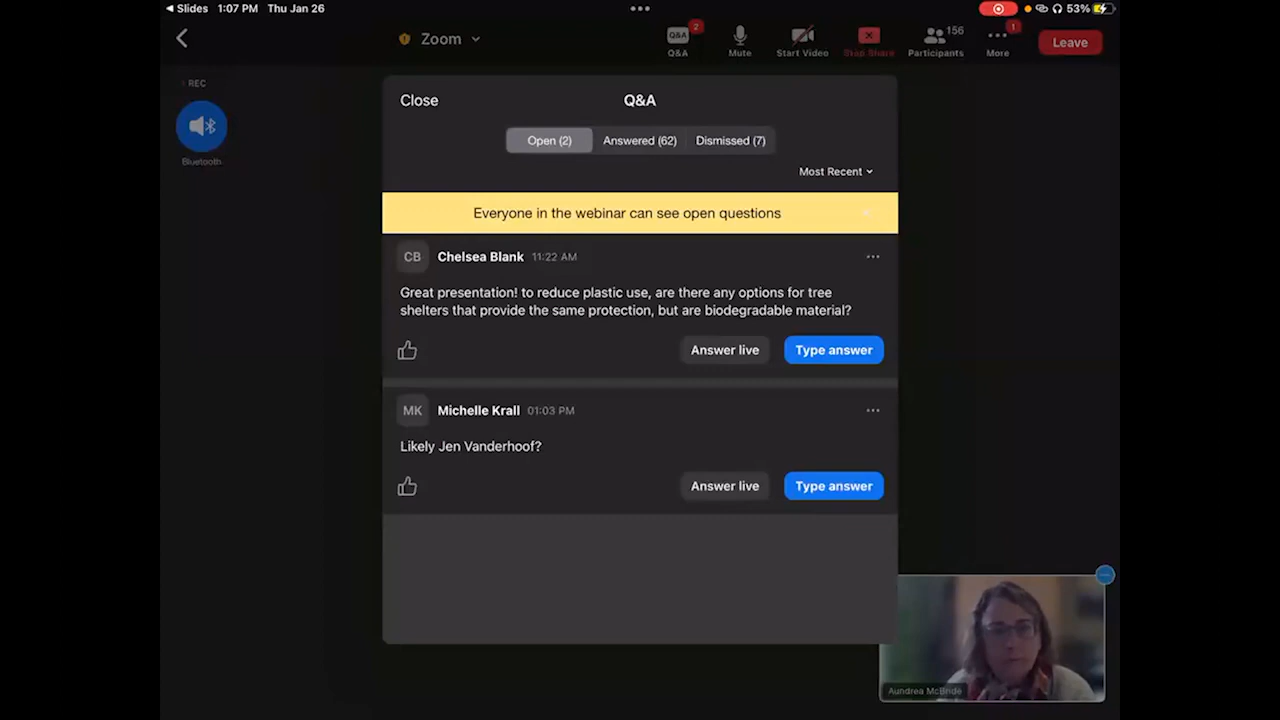 Slides 1:07 PM Thu Jan 26
53%
Zoom
Q&A 2
156
1
Q&A Mute Start Video Stop Share Participants More
Leave
REC
Bluetooth
Close Q&A
Open (2) Answered (62) Dismissed (7)
Most Recent
Everyone in the webinar can see open questions
CB Chelsea Blank 11:22 AM
Great presentation! to reduce plastic use, are there any options for tree
shelters that provide the same protection, but are biodegradable material?
Answer live Type answer
MK Michelle Krall 01:03 PM
Likely Jen Vanderhoof?
Answer live Type answer
Aundrea McBride